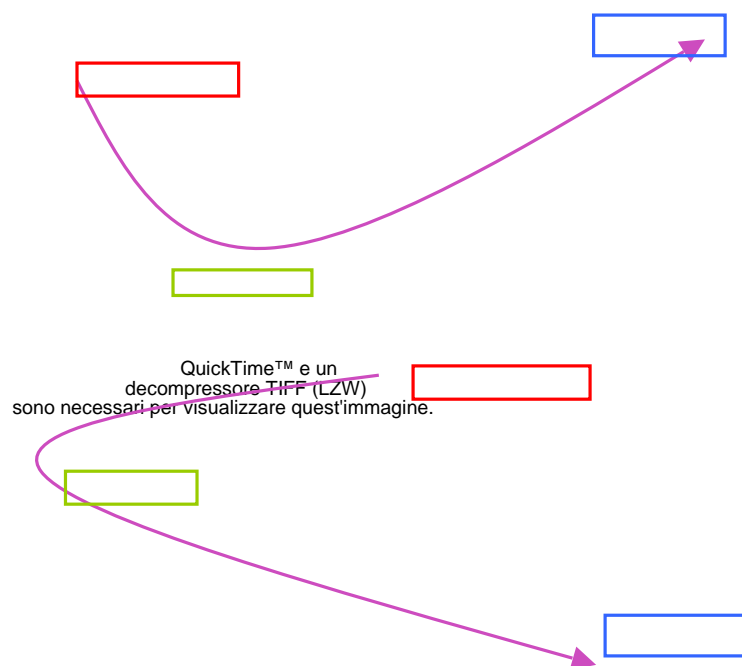 QuickTime™ e un
decompressore TIFF (LZW)
sono necessari per visualizzare quest'immagine.